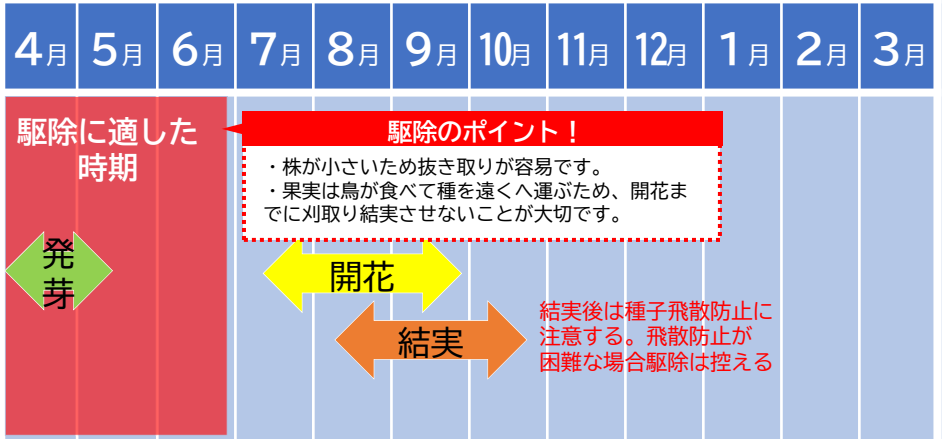 4月 5月 6月 7月 8月 9月 10月 11月 12月 1月 2月 3月
駆除に適した
時期
駆除のポイント！
・株が小さいため抜き取りが容易です。
・果実は鳥が食べて種を遠くへ運ぶため、開花ま
でに刈取り結実させないことが大切です。
発
芽
開花
結実
結実後は種子飛散防止に
注意する。飛散防止が
困難な場合駆除は控える